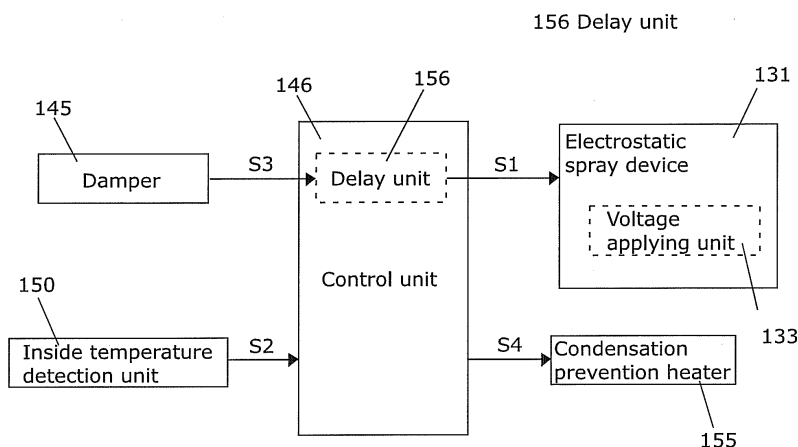 156 Delay unit
145
146
156
131
Damper
S3
Delay unit
S1
Electrostatic
spray device
Voltage
applying unit
Control unit
150
133
Inside temperature
detection unit
S2
S4
Condensation
prevention heater
155